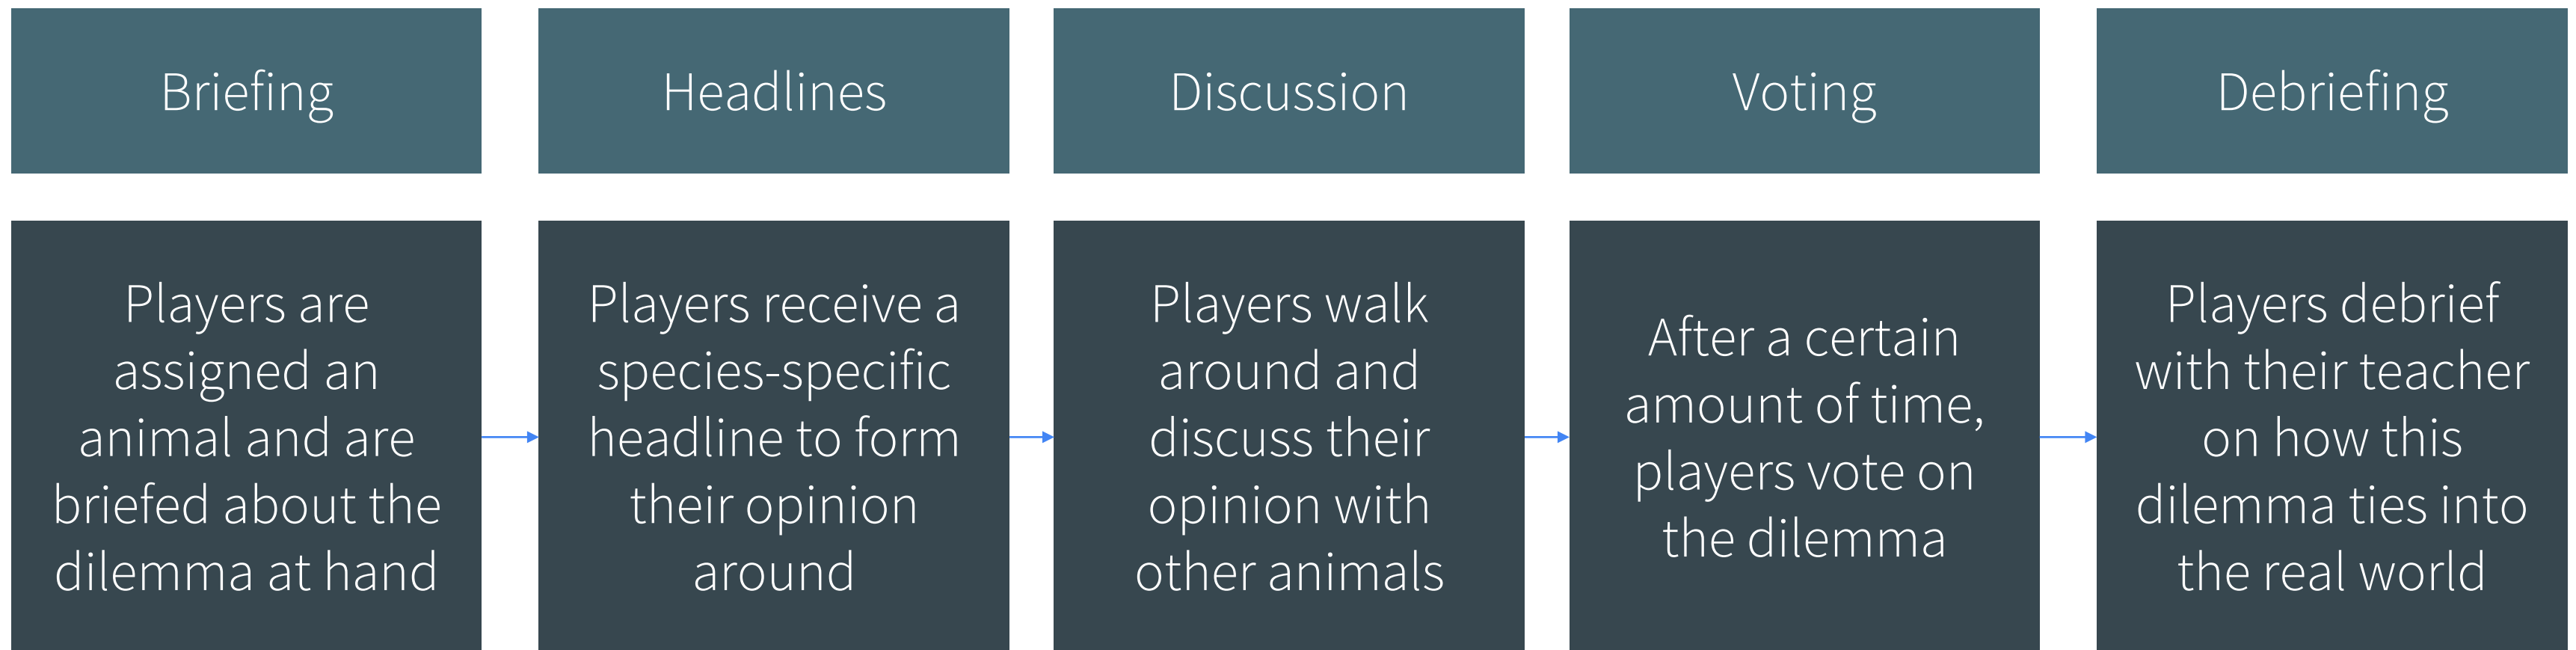 Briefing
Headlines
Discussion
Voting
Debriefing
Players are
assigned an
animal and are
briefed about the
dilemma at hand
Players receive a
species-specific
headline to form
their opinion
around
Players walk
around and
discuss their
opinion with
other animals
After a certain
amount of time,
players vote on
the dilemma
Players debrief
with their teacher
on how this
dilemma ties into
the real world